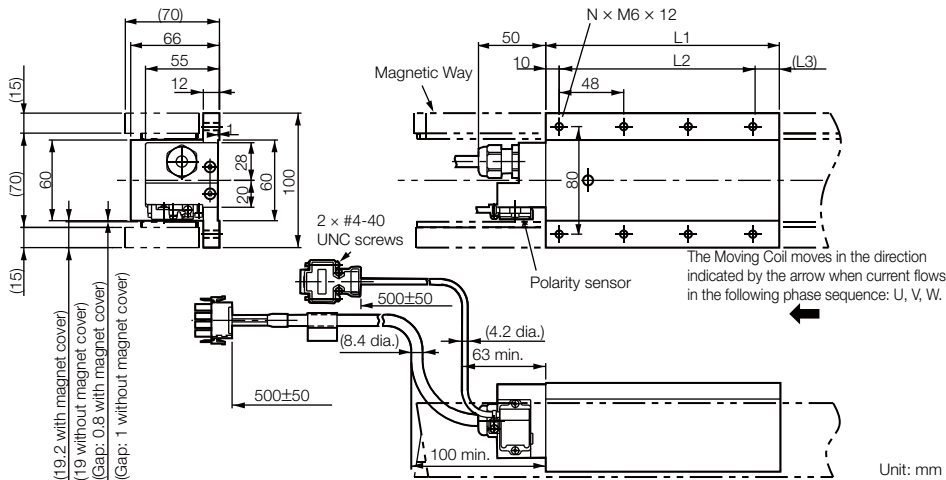 (70)
66
55
12
(15)
(70)
60
(15)
1
28
20
60
100
(19.2 with magnet cover)
(19 without magnet cover)
(Gap: 0.8 with magnet cover)
(Gap: 1 without magnet cover)
N × M6 × 12
50
L1
10
L2
(L3)
48
Magnetic Way
80
2 × #4-40
UNC screws
Polarity sensor
The Moving Coil moves in the direction
indicated by the arrow when current flows
in the following phase sequence: U, V, W.
500±50
(4.2 dia.)
(8.4 dia.)
63 min.
500±50
100 min.
Unit: mm